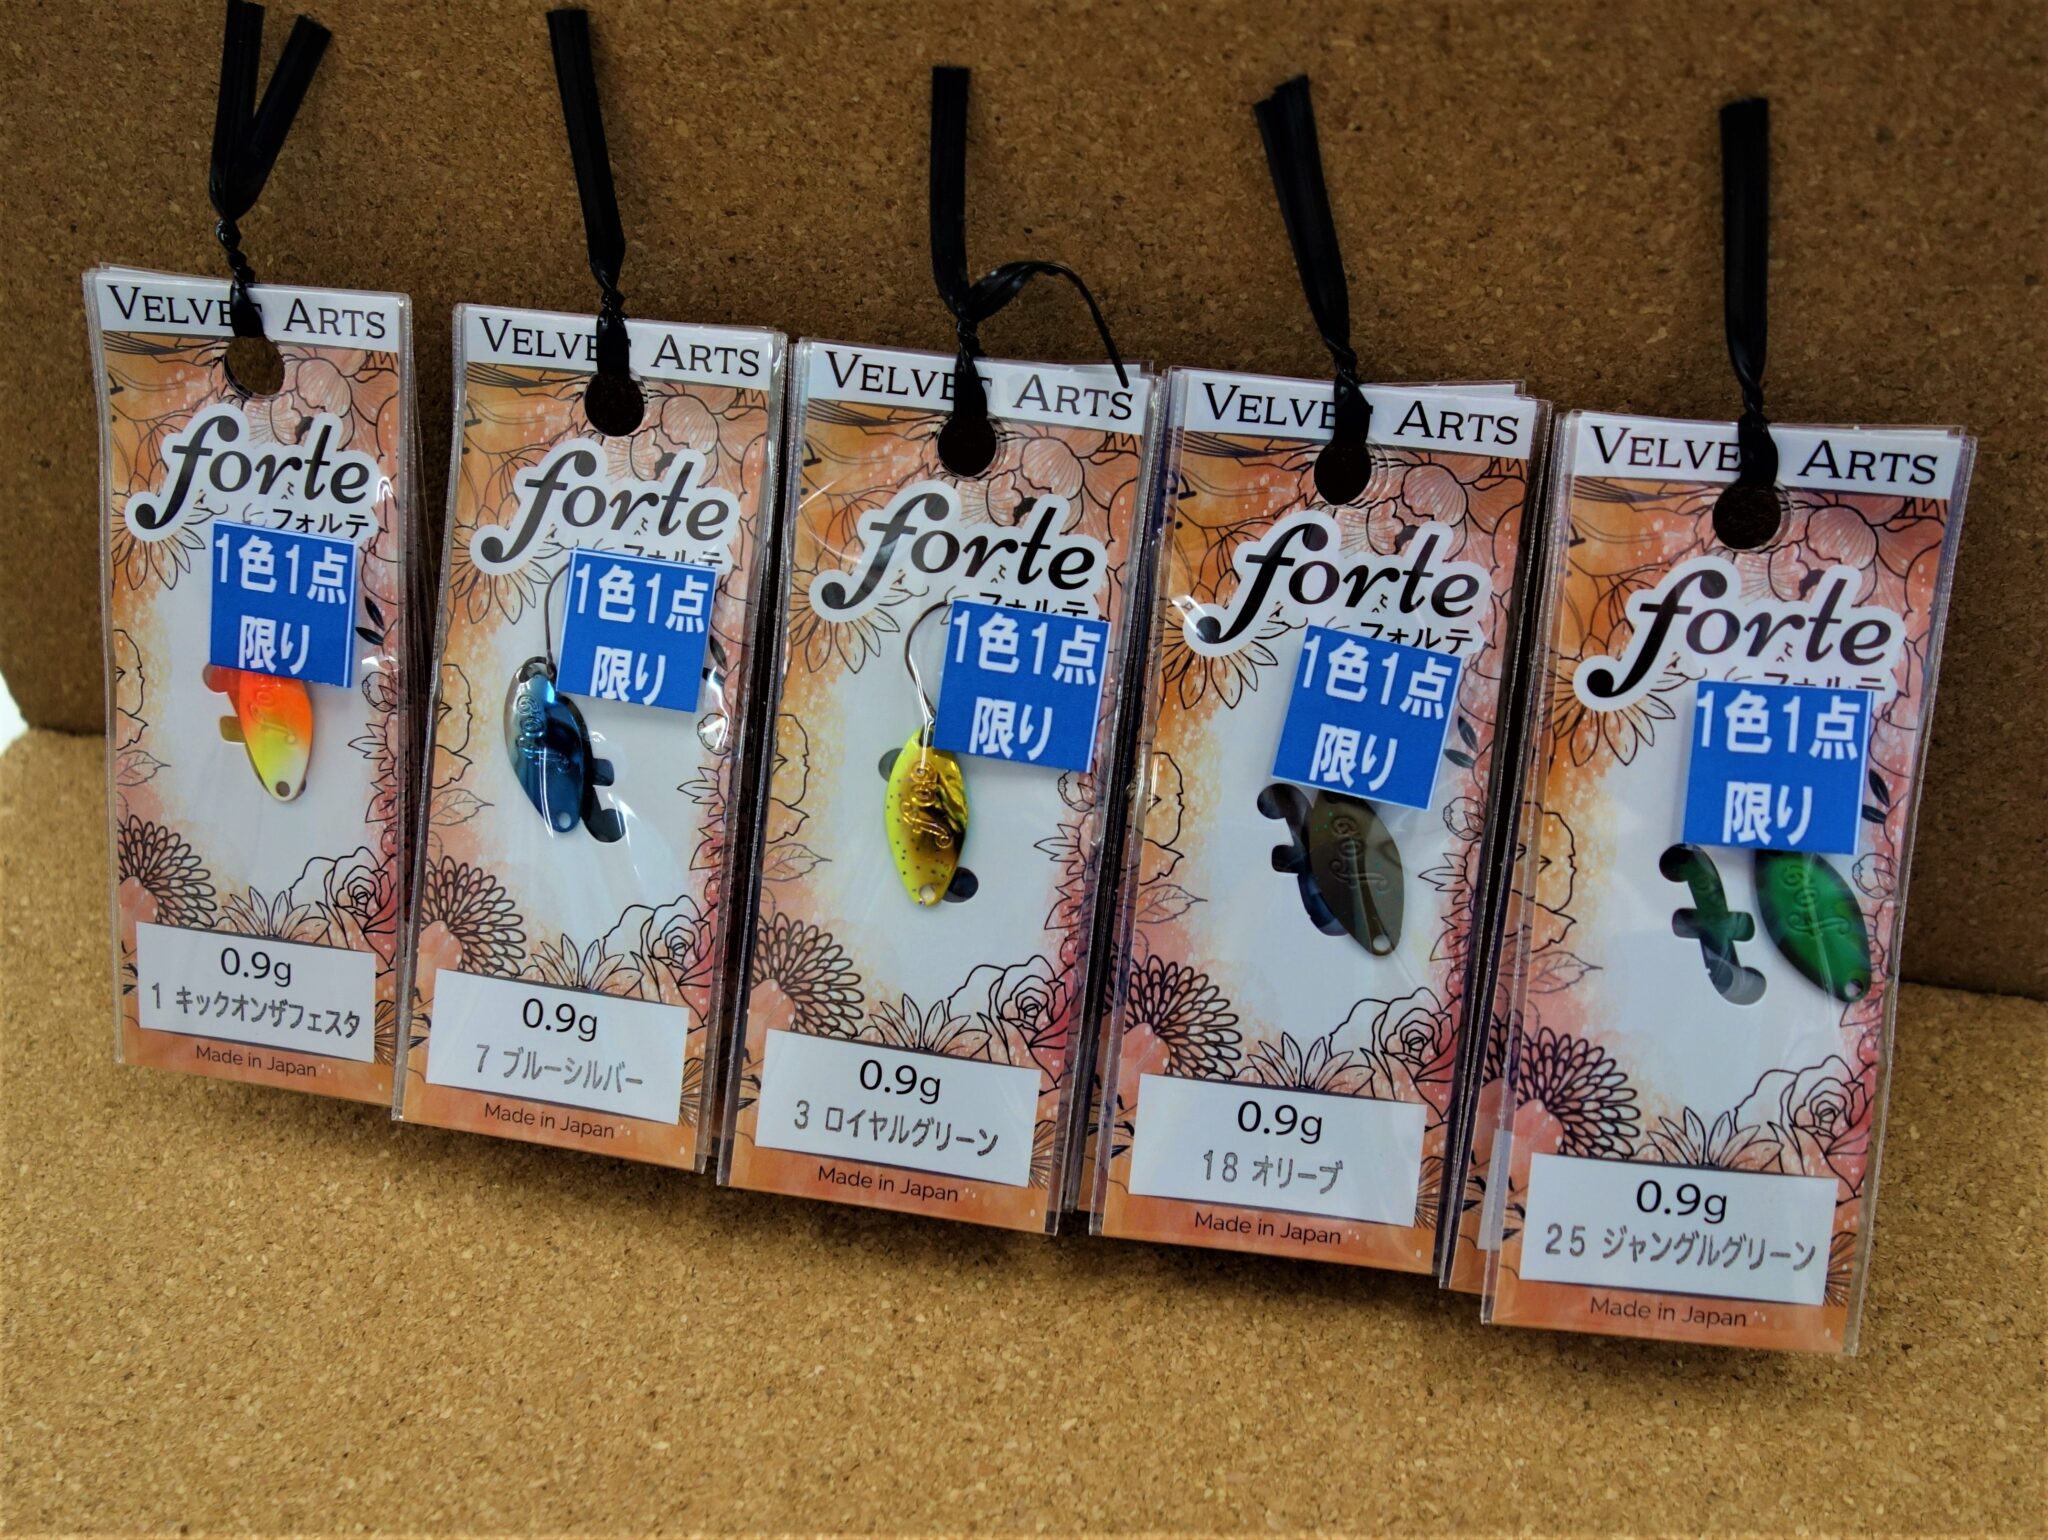 VELVET ARTS
forte
フォルテ
1色1点
限り
0.9g
1 キックオンザフェスタ
Made in Japan
VELVET ARTS
forte
フォルテ
1色1点
限り
0.9g
7 ブルーシルバー
Made in Japan
VELVET ARTS
forte
フォルテ
1色1点
限り
0.9g
3 ロイヤルグリーン
Made in Japan
VELVET ARTS
forte
フォルテ
1色1点
限り
0.9g
18 オリーブ
Made in Japan
VELVET ARTS
forte
フォルテ
1色1点
限り
0.9g
25 ジャングルグリーン
Made in Japan